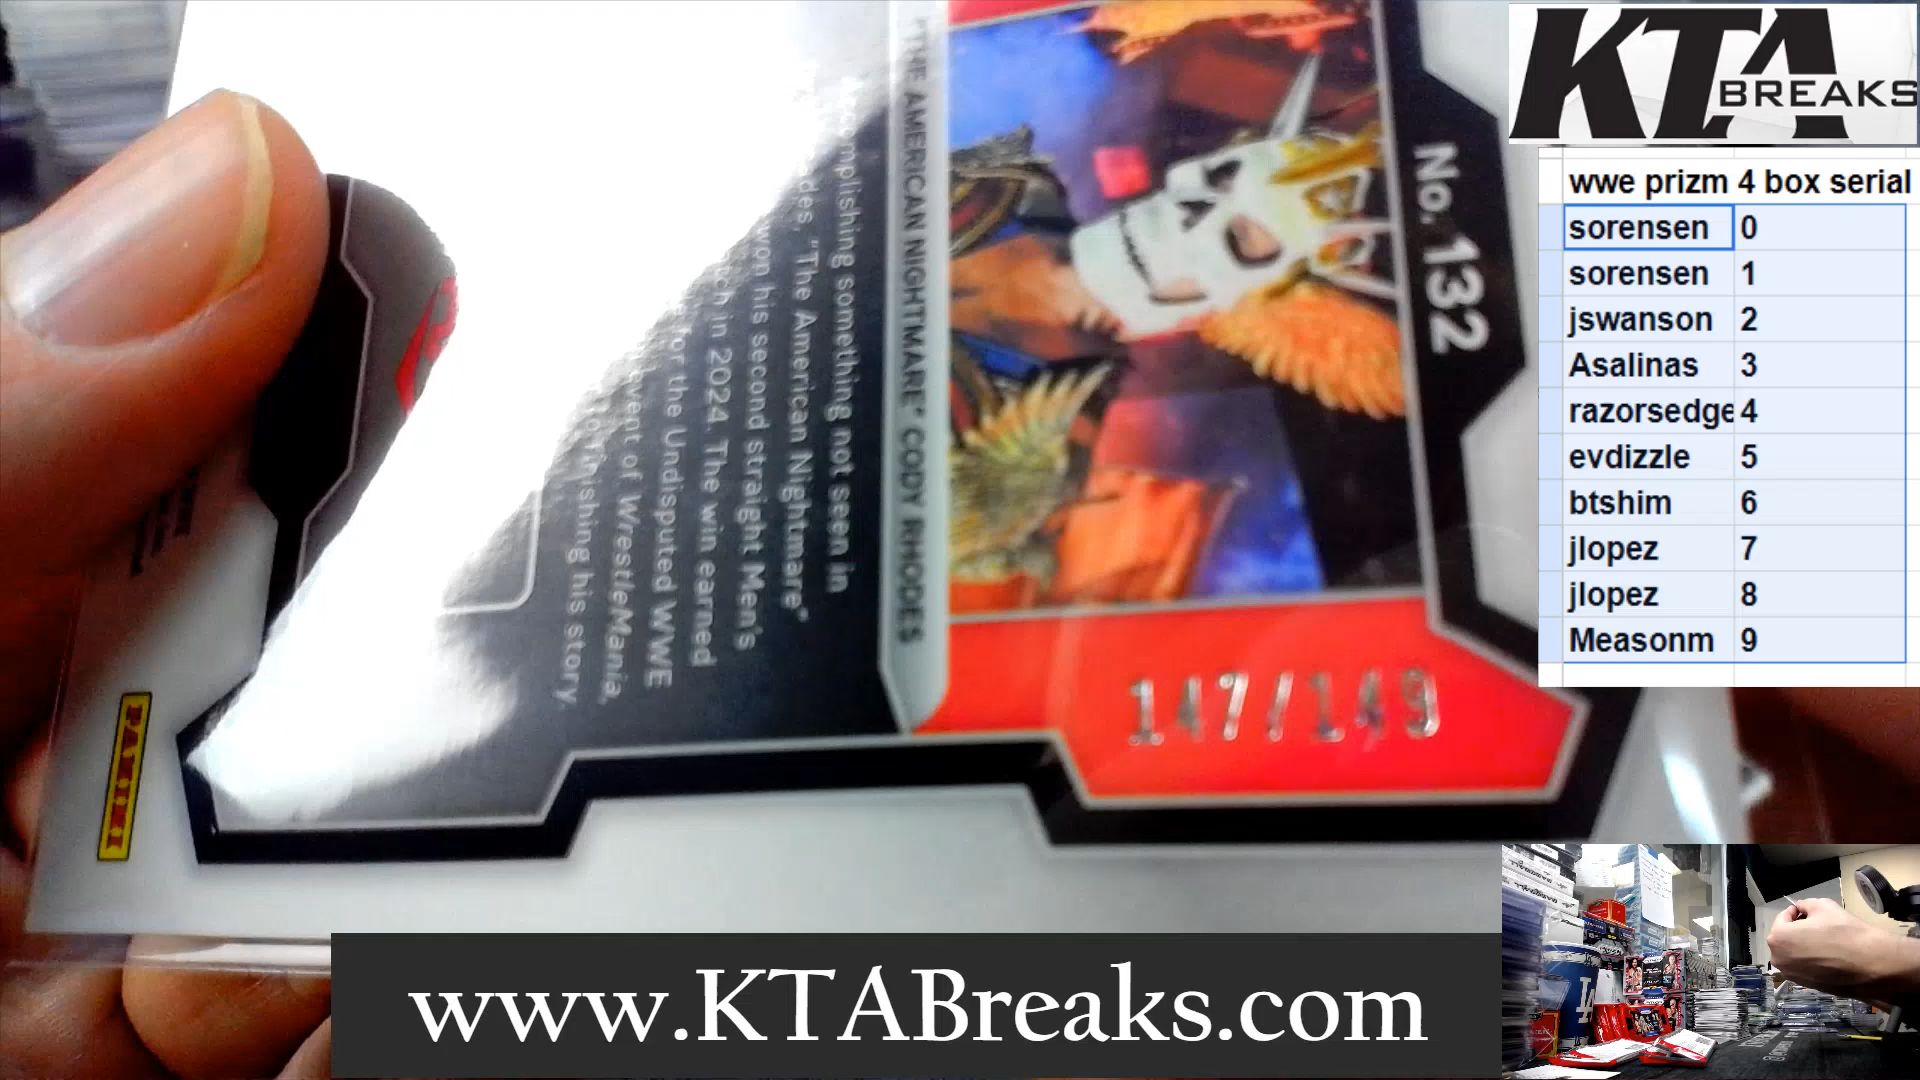 KTA
BREAKS
wwe prizm 4 box serial
sorensen 0
sorensen 1
jswanson 2
Asalinas 3
razorsedge 4
evdizzle 5
btshim 6
jlopez 7
jlopez 8
Measonm 9
No. 132
147/149
"THE AMERICAN NIGHTMARE" CODY RHODES
something not seen in
"The American Nightmare"
won his second straight Men's
in 2024. The win earned
for the Undisputed WWE
event of WrestleMania,
finishing his story.
PANINI
www.KTABreaks.com